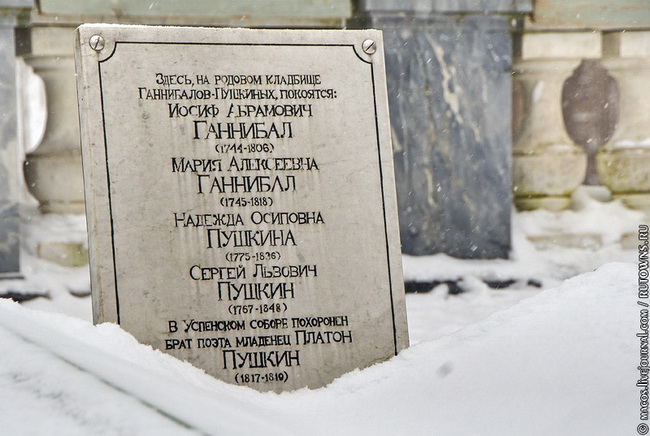 Здесь, на родовом кладбище
Ганнибалов-Пушкиных, покоятся:
Иосиф Абрамович
Ганнибал
(1744-1806)
Мария Алексеевна
Ганнибал
(1745-1818)
Надежда Осиповна
Пушкина
(1775-1836)
Сергей Львович
Пушкин
(1767-1848)
В Успенском соборе похоронен
брат поэта младенец Платон
Пушкин
(1817-1819)
© macos.livejournal.com / RUTOWNS.RU